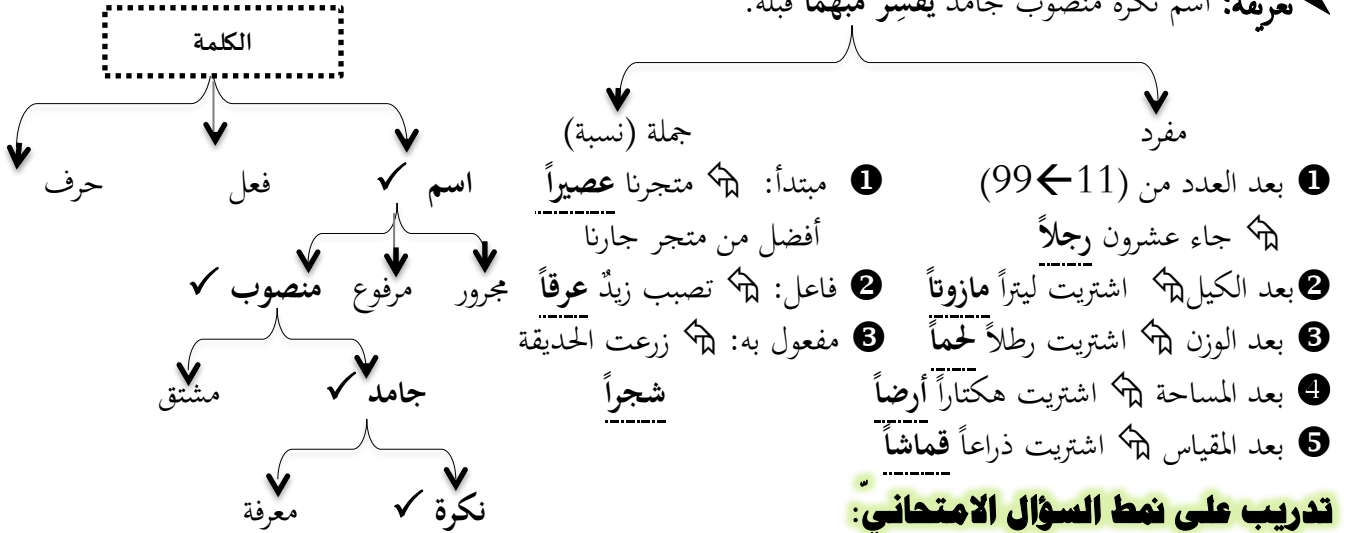 تعريفه: اسم نكرة منصوب جامد يفسِر مبهماً قبله.
مفرد
❶ بعد العدد من (11←99)
جاء عشرون رجلاً
❷ بعد الكيل اشتريت ليتراً مازوتاً
❸ بعد الوزن اشتريت رطلاً لحماً
❹ بعد المساحة اشتريت هكتاراً أرضاً
❺ بعد المقياس اشتريت ذراعاً قماشاً
جملة (نسبة)
❶ مبتدأ: متجرنا عصيراً
أفضل من متجر جارنا
❷ فاعل: تصبب زيدٌ عرقاً
❸ مفعول به: زرعت الحديقة
شجراً
الكلمة
اسم ✓ فعل حرف
مجرور مرفوع منصوب ✓
جامد ✓ مشتق
نكرة ✓ معرفة
تدريب على نمط السؤال الامتحانيّ: